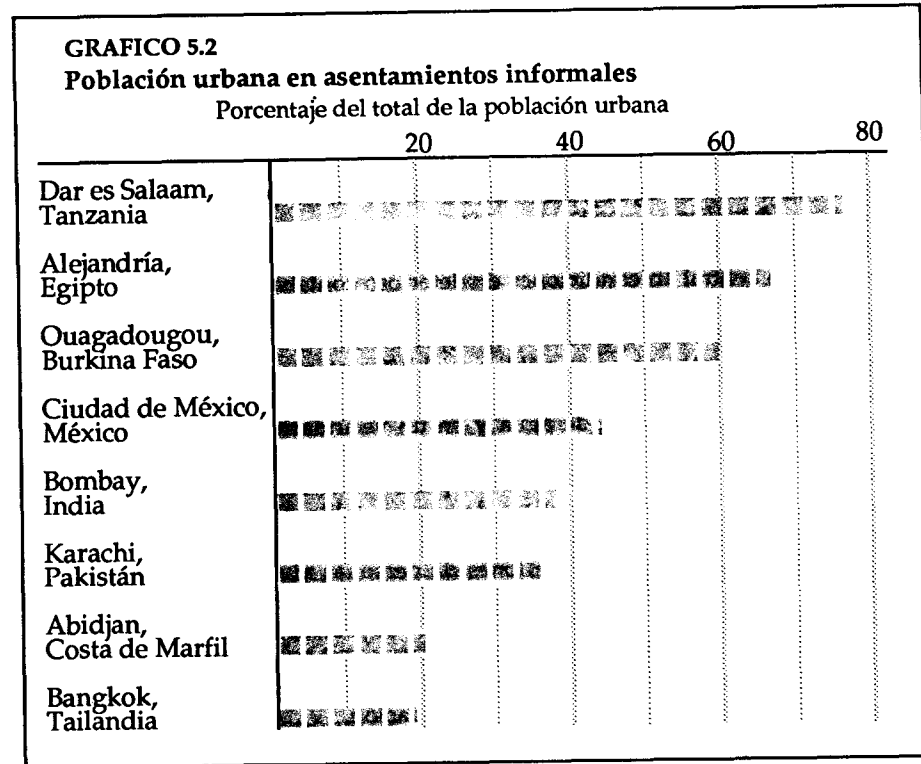 GRAFICO 5.2
Población urbana en asentamientos informales
Porcentaje del total de la población urbana
20 40 60 80
Dar es Salaam,
Tanzania
Alejandría,
Egipto
Ouagadougou,
Burkina Faso
Ciudad de México,
México
Bombay,
India
Karachi,
Pakistán
Abidjan,
Costa de Marfil
Bangkok,
Tailandia